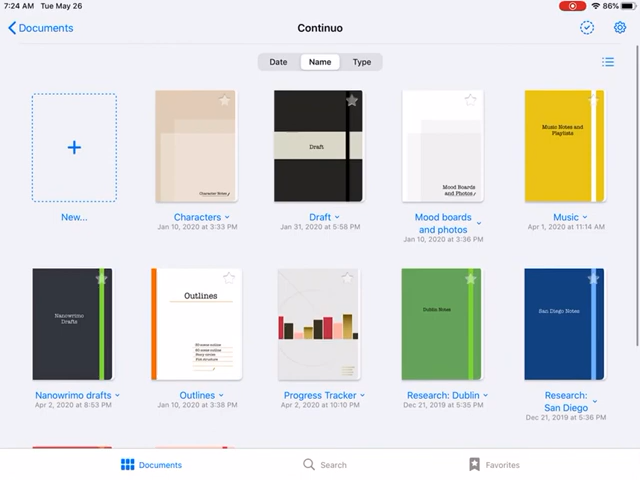 7:24 AM Tue May 26
86%
Documents
Continuo
Date Name Type
Character Notes
Draft
Mood Boards
and Photos
Music Notes and
Playlists
New...
Characters
Jan 10, 2020 at 3:33 PM
Draft
Jan 31, 2020 at 5:58 PM
Mood boards
and photos
Jan 10, 2020 at 3:36 PM
Music
Apr 1, 2020 at 11:14 AM
Nanowrimo
Drafts
Outlines
Dublin Notes
San Diego Notes
Nanowrimo drafts
Apr 2, 2020 at 8:53 PM
Outlines
Jan 10, 2020 at 3:38 PM
Progress Tracker
Apr 2, 2020 at 10:10 PM
Research: Dublin
Dec 21, 2019 at 5:35 PM
Research:
San Diego
Dec 21, 2019 at 5:36 PM
Documents
Search
Favorites